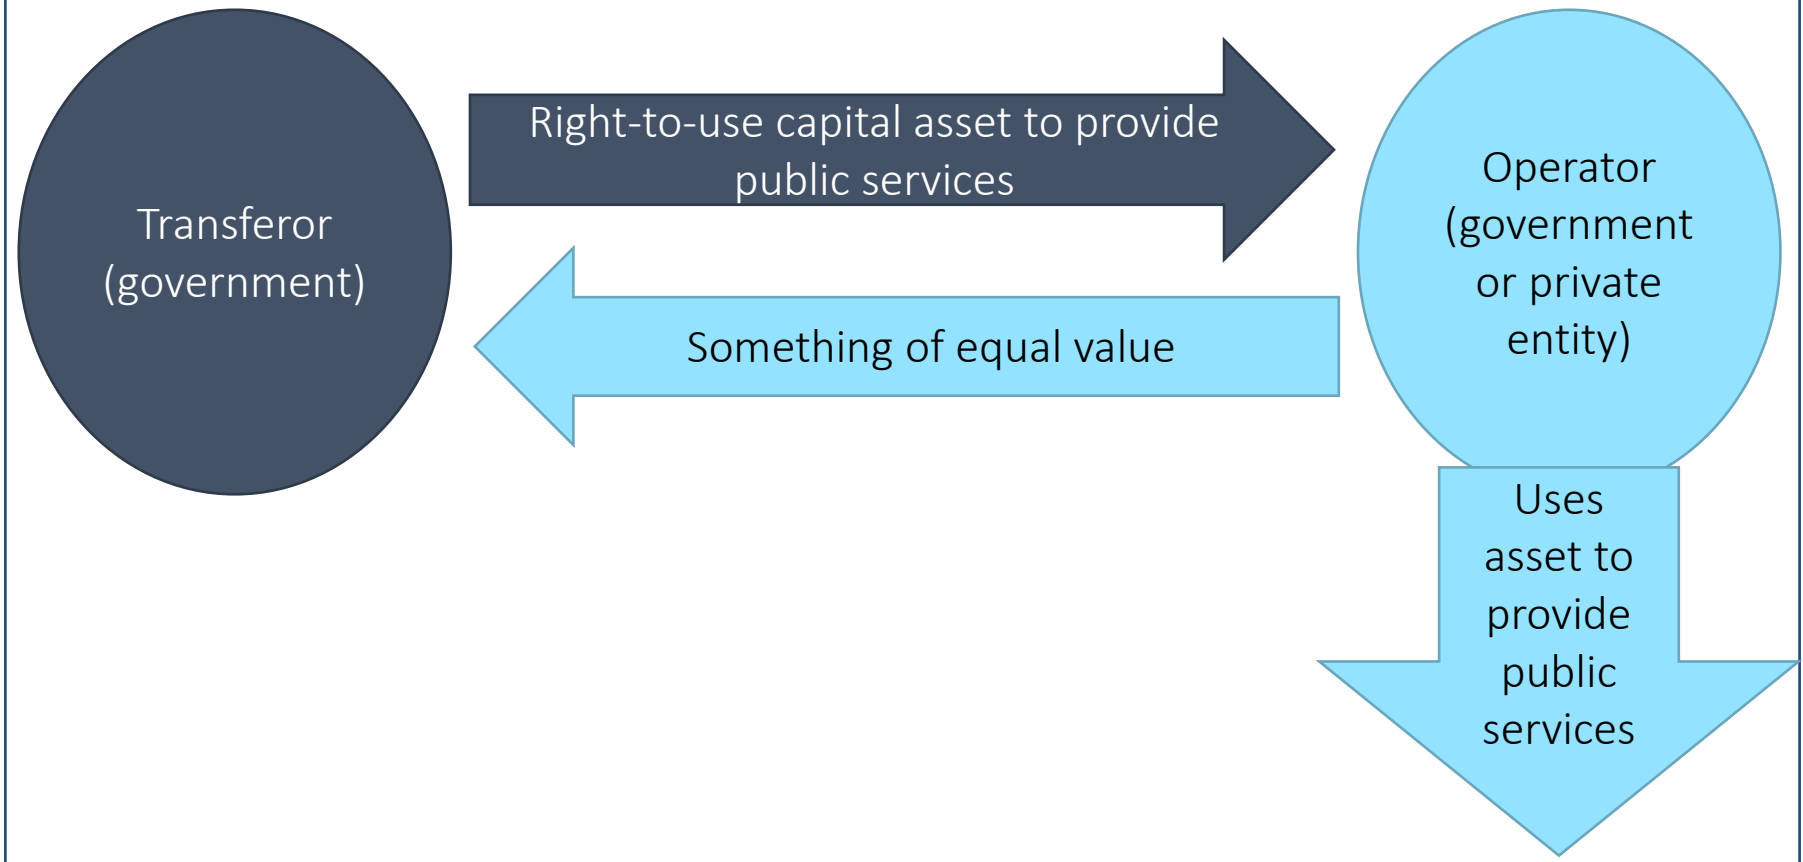 Transferor
(government)
Right-to-use capital asset to provide
public services
Something of equal value
Operator
(government
or private
entity)
Uses
asset to
provide
public
services